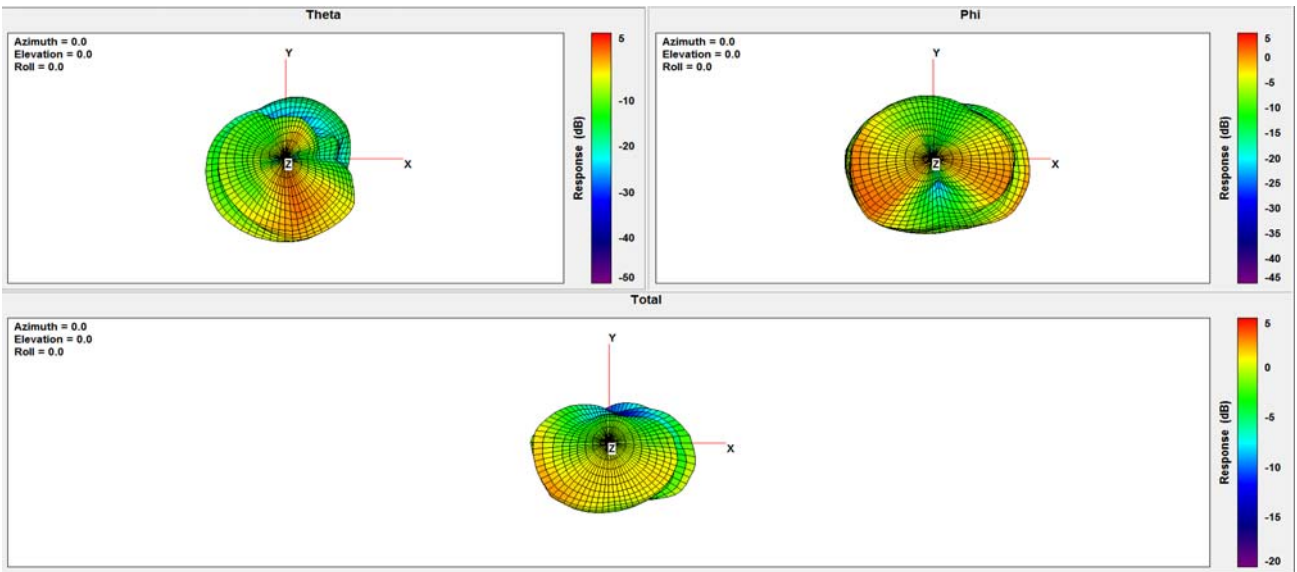 Theta
Azimuth = 0.0
Elevation = 0.0
Roll = 0.0
Y
X
Z
Response (dB)
5
-10
-20
-30
-40
-50
Phi
Azimuth = 0.0
Elevation = 0.0
Roll = 0.0
Y
X
Z
Response (dB)
5
0
-5
-10
-15
-20
-25
-30
-35
-40
-45
Total
Azimuth = 0.0
Elevation = 0.0
Roll = 0.0
Y
X
Z
Response (dB)
5
0
-5
-10
-15
-20